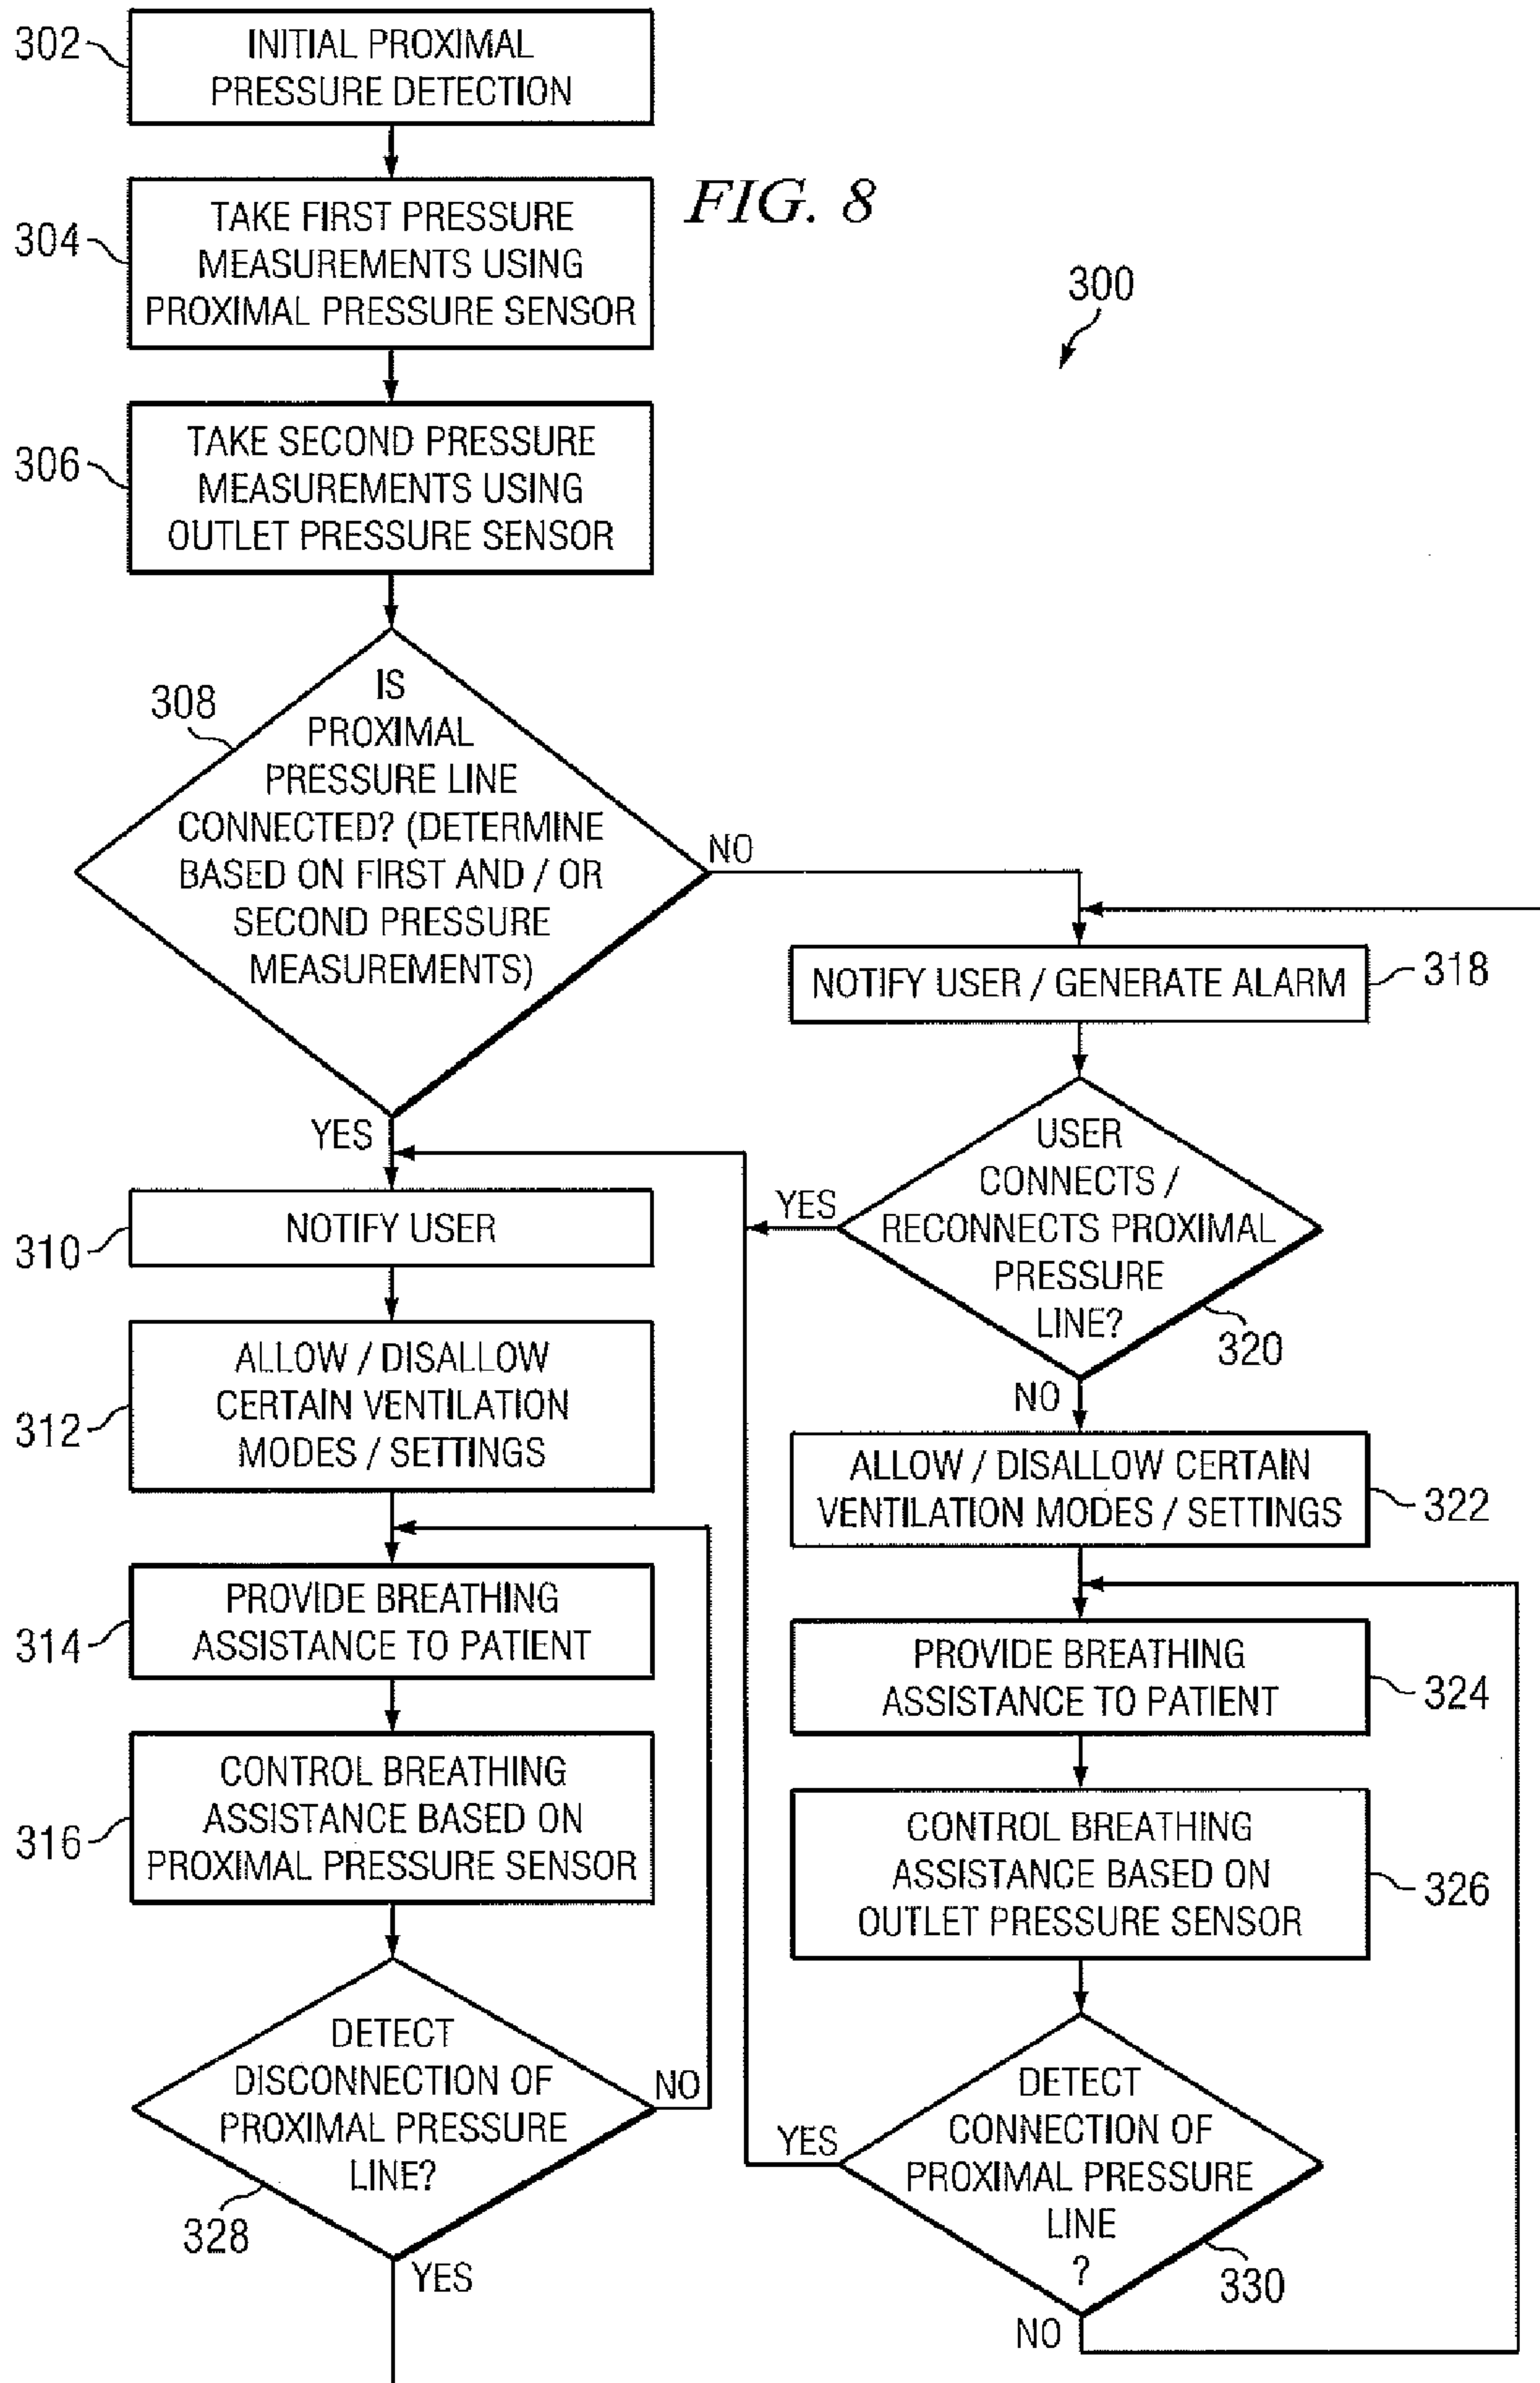 302
INITIAL PROXIMAL
PRESSURE DETECTION
FIG. 8
304
TAKE FIRST PRESSURE
MEASUREMENTS USING
PROXIMAL PRESSURE SENSOR
300
306
TAKE SECOND PRESSURE
MEASUREMENTS USING
OUTLET PRESSURE SENSOR
308
IS
PROXIMAL
PRESSURE LINE
CONNECTED? (DETERMINE
BASED ON FIRST AND / OR
SECOND PRESSURE
MEASUREMENTS)
NO
YES
NOTIFY USER / GENERATE ALARM
318
USER
CONNECTS /
RECONNECTS PROXIMAL
PRESSURE
LINE?
320
YES
NO
310
NOTIFY USER
312
ALLOW / DISALLOW
CERTAIN VENTILATION
MODES / SETTINGS
ALLOW / DISALLOW CERTAIN
VENTILATION MODES / SETTINGS
322
314
PROVIDE BREATHING
ASSISTANCE TO PATIENT
PROVIDE BREATHING
ASSISTANCE TO PATIENT
324
316
CONTROL BREATHING
ASSISTANCE BASED ON
PROXIMAL PRESSURE SENSOR
CONTROL BREATHING
ASSISTANCE BASED ON
OUTLET PRESSURE SENSOR
326
DETECT
DISCONNECTION OF
PROXIMAL PRESSURE
LINE?
328
NO
YES
DETECT
CONNECTION OF
PROXIMAL PRESSURE
LINE
?
330
YES
NO